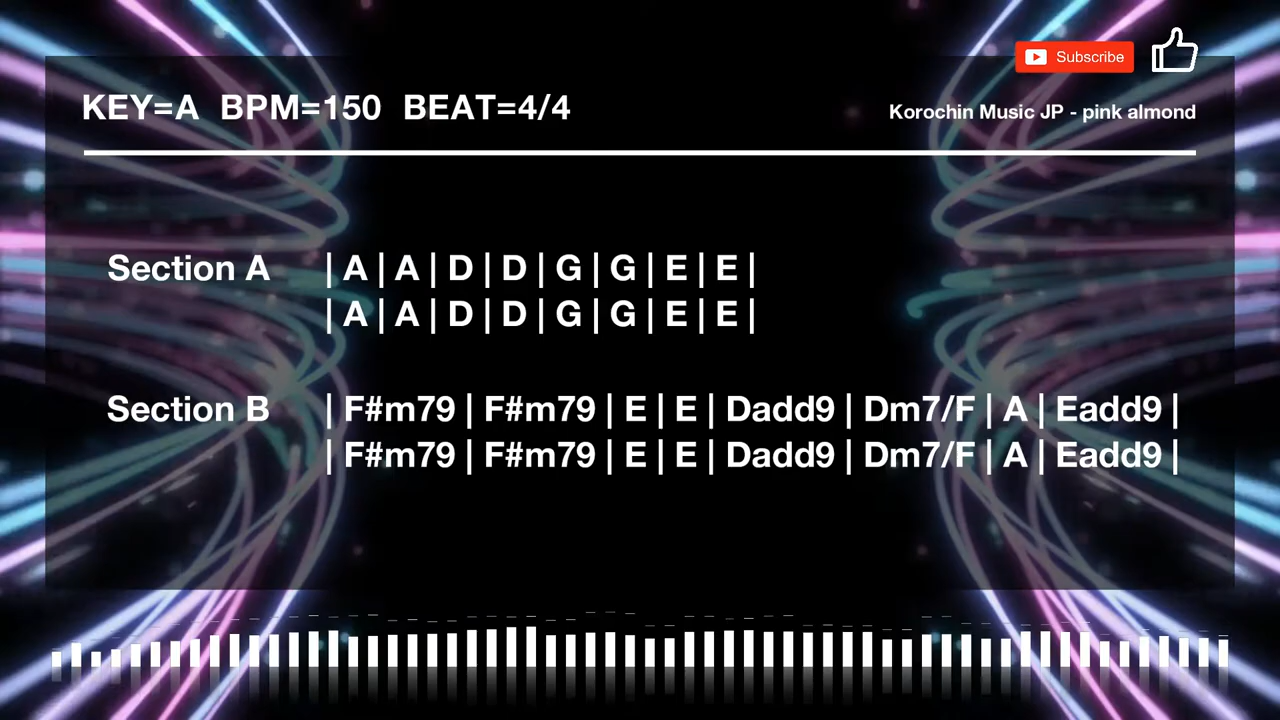 Subscribe
KEY=A BPM=150 BEAT=4/4
Korochin Music JP - pink almond
Section A | A | A | D | D | G | G | E | E |
| A | A | D | D | G | G | E | E |
Section B | F#m79 | F#m79 | E | E | Dadd9 | Dm7/F | A | Eadd9 |
| F#m79 | F#m79 | E | E | Dadd9 | Dm7/F | A | Eadd9 |